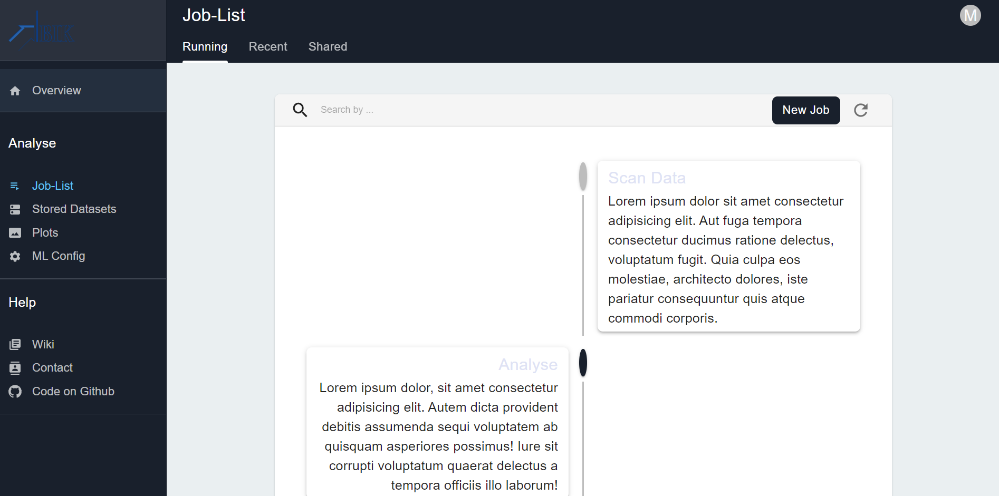 Job-List
M
Running Recent Shared
Overview
Analyse
Job-List
Stored Datasets
Plots
ML Config
Help
Wiki
Contact
Code on Github
Search by ...
New Job
Scan Data
Lorem ipsum dolor sit amet consectetur
adipisicing elit. Aut fuga tempora
consectetur ducimus ratione delectus,
voluptatum fugit. Quia culpa eos
molestiae, architecto dolores, iste
pariatur consequuntur quis atque
commodi corporis.
Analyse
Lorem ipsum dolor, sit amet consectetur
adipisicing elit. Autem dicta provident
debitis assumenda sequi voluptatem ab
quisquam asperiores possimus! Iure sit
corrupti voluptatum quaerat delectus a
tempora officiis illo laborum!